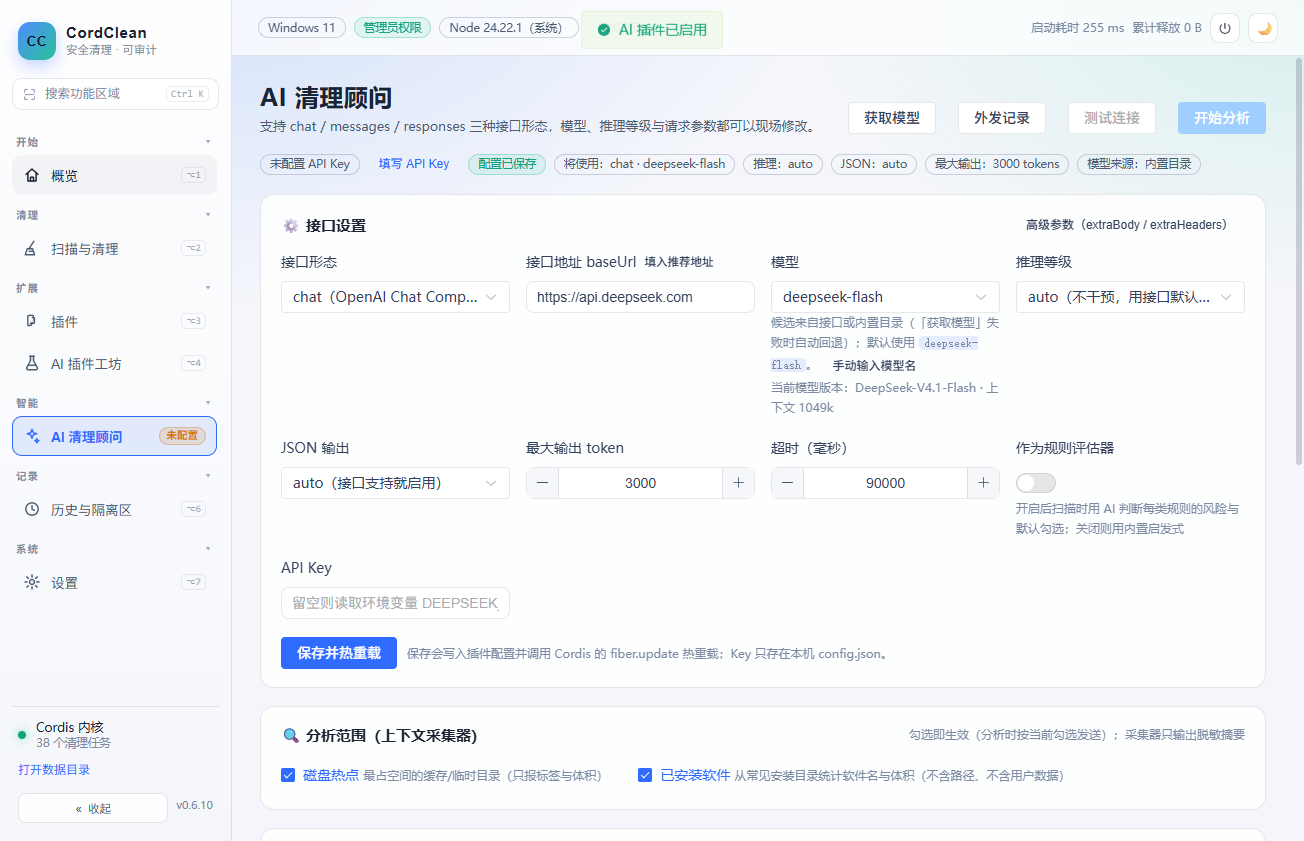 CC
CordClean
安全清理 · 可审计
搜索功能区域
Ctrl K
开始
概览
⌥1
清理
扫描与清理
⌥2
扩展
插件
⌥3
AI 插件工坊
⌥4
智能
AI 清理顾问
未配置
记录
历史与隔离区
⌥6
系统
设置
⌥7
Cordis 内核
38 个清理任务
打开数据目录
« 收起
v0.6.10
Windows 11
管理员权限
Node 24.22.1（系统）
AI 插件已启用
启动耗时 255 ms 累计释放 0 B
AI 清理顾问
支持 chat / messages / responses 三种接口形态，模型、推理等级与请求参数都可以现场修改。
获取模型
外发记录
测试连接
开始分析
未配置 API Key
填写 API Key
配置已保存
将使用：chat · deepseek-flash
推理：auto
JSON：auto
最大输出：3000 tokens
模型来源：内置目录
接口设置
高级参数（extraBody / extraHeaders）
接口形态
chat（OpenAI Chat Comp...
接口地址 baseUrl 填入推荐地址
https://api.deepseek.com
模型
deepseek-flash
候选来自接口或内置目录（「获取模型」失
败时自动回退）；默认使用 deepseek-
flash。 手动输入模型名
当前模型版本：DeepSeek-V4.1-Flash · 上
下文 1049k
推理等级
auto（不干预，用接口默认...
JSON 输出
auto（接口支持就启用）
最大输出 token
3000
超时（毫秒）
90000
作为规则评估器
开启后扫描时用 AI 判断每类规则的风险与
默认勾选；关闭则用内置启发式
API Key
留空则读取环境变量 DEEPSEEK_
保存并热重载
保存会写入插件配置并调用 Cordis 的 fiber.update 热重载；Key 只存在本机 config.json。
分析范围（上下文采集器）
勾选即生效（分析时按当前勾选发送）；采集器只输出脱敏摘要
磁盘热点 最占空间的缓存/临时目录（只报标签与体积）
已安装软件 从常见安装目录统计软件名与体积（不含路径、不含用户数据）